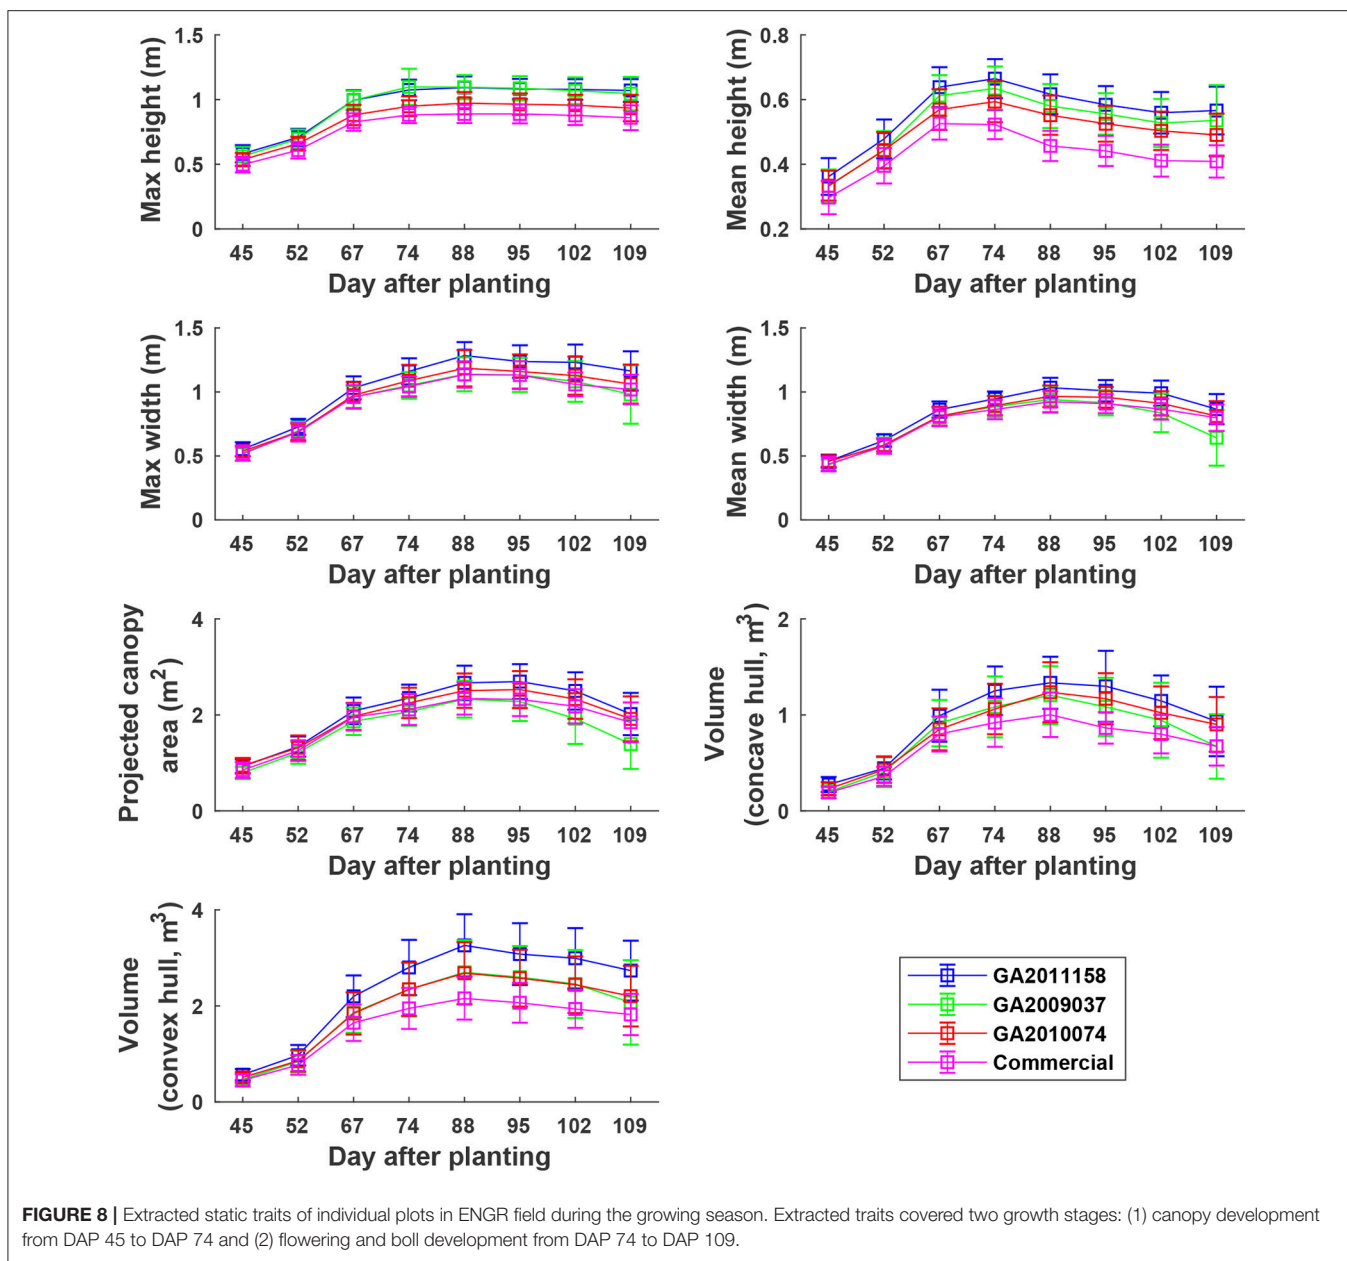 Max height (m)
1.5
1
0.5
0
45 52 67 74 88 95 102 109
Day after planting
Mean height (m)
0.8
0.6
0.4
0.2
45 52 67 74 88 95 102 109
Day after planting
Max width (m)
1.5
1
0.5
0
45 52 67 74 88 95 102 109
Day after planting
Mean width (m)
1.5
1
0.5
0
45 52 67 74 88 95 102 109
Day after planting
Projected canopy
area (m²)
4
2
0
45 52 67 74 88 95 102 109
Day after planting
Volume
(concave hull, m³)
2
1
0
45 52 67 74 88 95 102 109
Day after planting
Volume
(convex hull, m³)
4
2
0
45 52 67 74 88 95 102 109
Day after planting
GA2011158
GA2009037
GA2010074
Commercial
FIGURE 8 | Extracted static traits of individual plots in ENGR field during the growing season. Extracted traits covered two growth stages: (1) canopy development
from DAP 45 to DAP 74 and (2) flowering and boll development from DAP 74 to DAP 109.